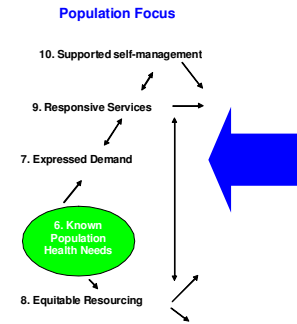 Population Focus
10. Supported self-management
9. Responsive Services
7. Expressed Demand
6. Known
Population
Health Needs
8. Equitable Resourcing